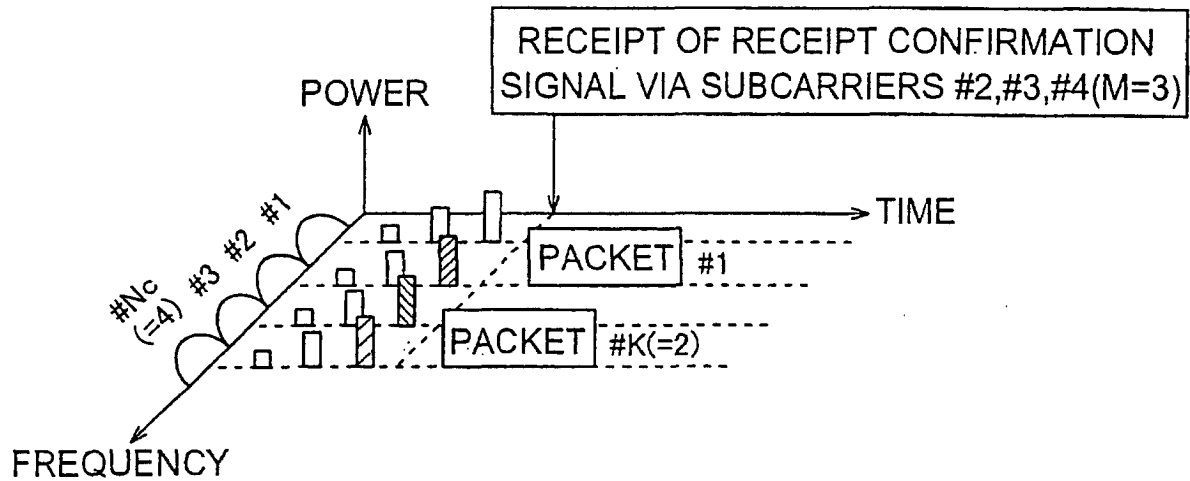 RECEIPT OF RECEIPT CONFIRMATION
SIGNAL VIA SUBCARRIERS #2,#3,#4(M=3)
POWER
TIME
#1
#2
#3
#Nc
(=4)
PACKET #1
PACKET #K(=2)
FREQUENCY